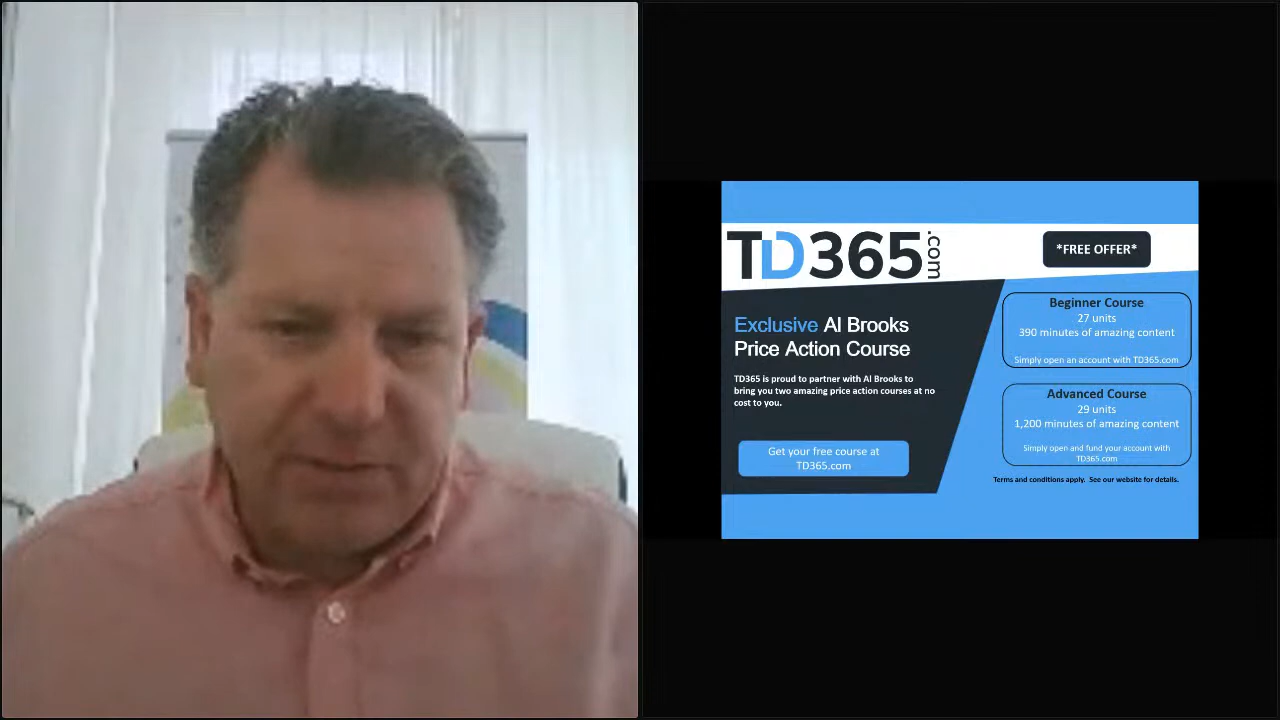 TD365.com
*FREE OFFER*
Exclusive Al Brooks
Price Action Course
TD365 is proud to partner with Al Brooks to
bring you two amazing price action courses at no
cost to you.
Get your free course at
TD365.com
Beginner Course
27 units
390 minutes of amazing content
Simply open an account with TD365.com
Advanced Course
29 units
1,200 minutes of amazing content
Simply open and fund your account with
TD365.com
Terms and conditions apply. See our website for details.